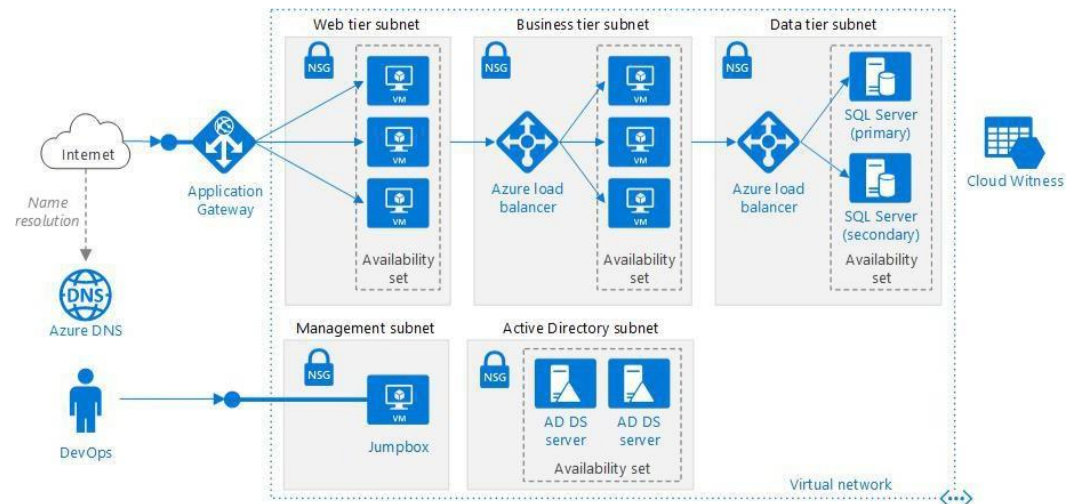 Web tier subnet
Business tier subnet
Data tier subnet
NSG
VM
VM
VM
Availability
set
NSG
Azure load
balancer
VM
VM
VM
Availability
set
NSG
Azure load
balancer
SQL Server
(primary)
SQL Server
(secondary)
Availability
set
Internet
Application
Gateway
Cloud Witness
Name
resolution
DNS
Azure DNS
Management subnet
Active Directory subnet
NSG
VM
Jumpbox
NSG
AD DS
server
AD DS
server
Availability set
DevOps
Virtual network